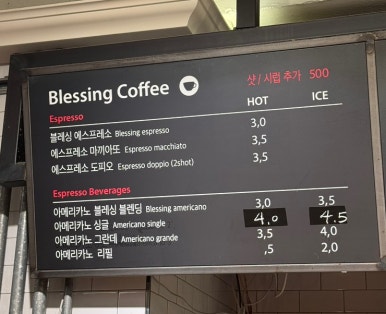 Blessing Coffee 샷 / 시럽 추가 500
Espresso HOT ICE
블레싱 에스프레소 Blessing espresso 3,0
에스프레소 마끼아또 Espresso macchiato 3,5
에스프레소 도피오 Espresso doppio (2shot) 3,5
Espresso Beverages
아메리카노 블레싱 블렌딩 Blessing americano 3,0 3,5
아메리카노 싱글 Americano single 4.0 4.5
아메리카노 그란데 Americano grande 3,5 4,0
아메리카노 리필 ,5 2,0